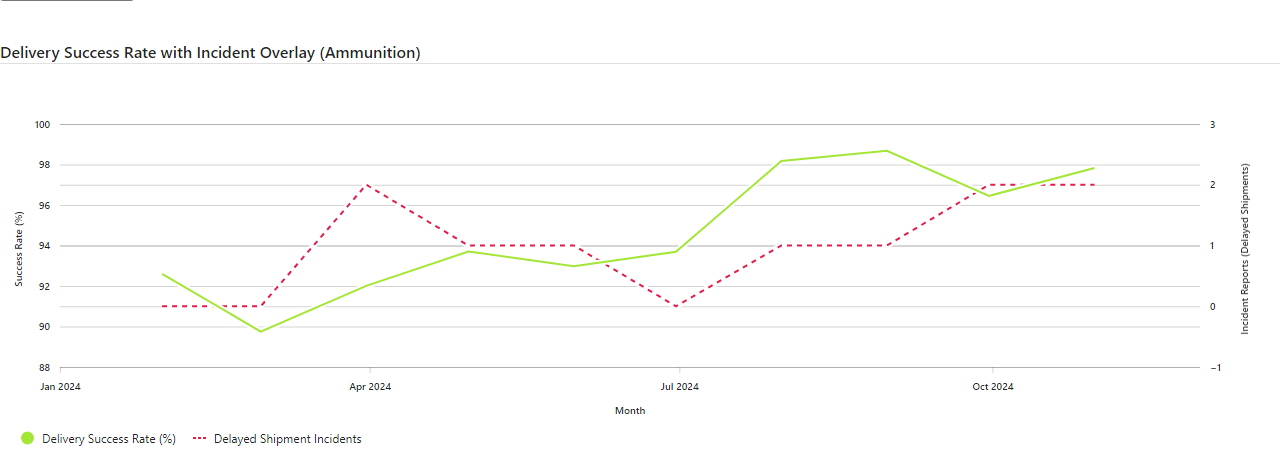 Delivery Success Rate with Incident Overlay (Ammunition)
100
98
96
94
92
90
88
Success Rate (%)
3
2
1
0
−1
Incident Reports (Delayed Shipments)
Jan 2024
Apr 2024
Jul 2024
Oct 2024
Month
Delivery Success Rate (%)
Delayed Shipment Incidents